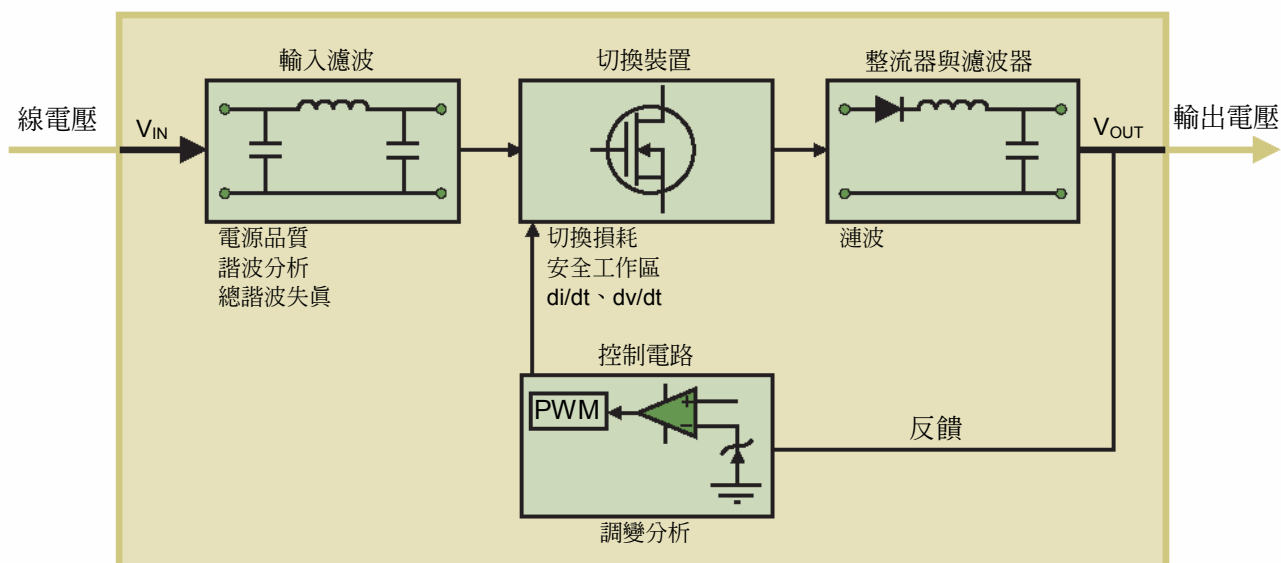 輸入濾波
切換裝置
整流器與濾波器
線電壓
VIN
VOUT
輸出電壓
電源品質
諧波分析
總諧波失真
切換損耗
安全工作區
di/dt、dv/dt
漣波
控制電路
PWM
+
−
反饋
調變分析